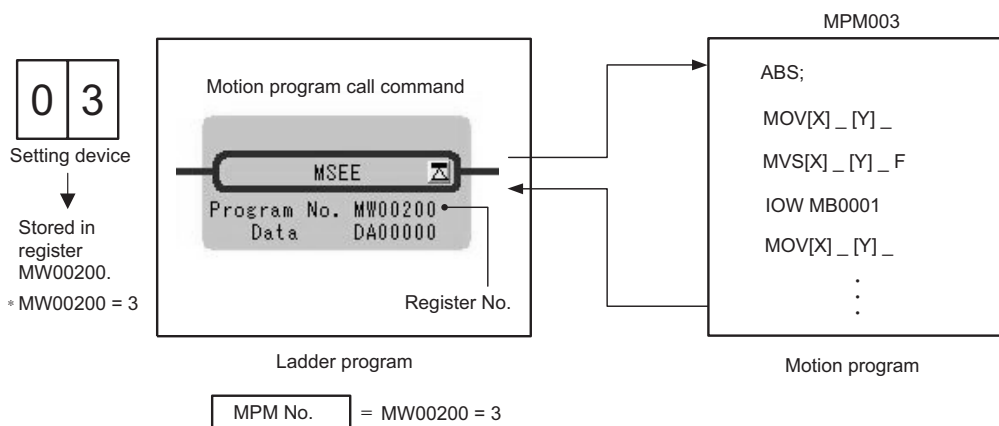 0 3
Setting device
Stored in
register
MW00200.
* MW00200 = 3
Motion program call command
MSEE
Program No. MW00200
Data DA00000
Register No.
Ladder program
MPM No. = MW00200 = 3
MPM003
ABS;
MOV[X] _ [Y] _
MVS[X] _ [Y] _ F
IOW MB0001
MOV[X] _ [Y] _
Motion program